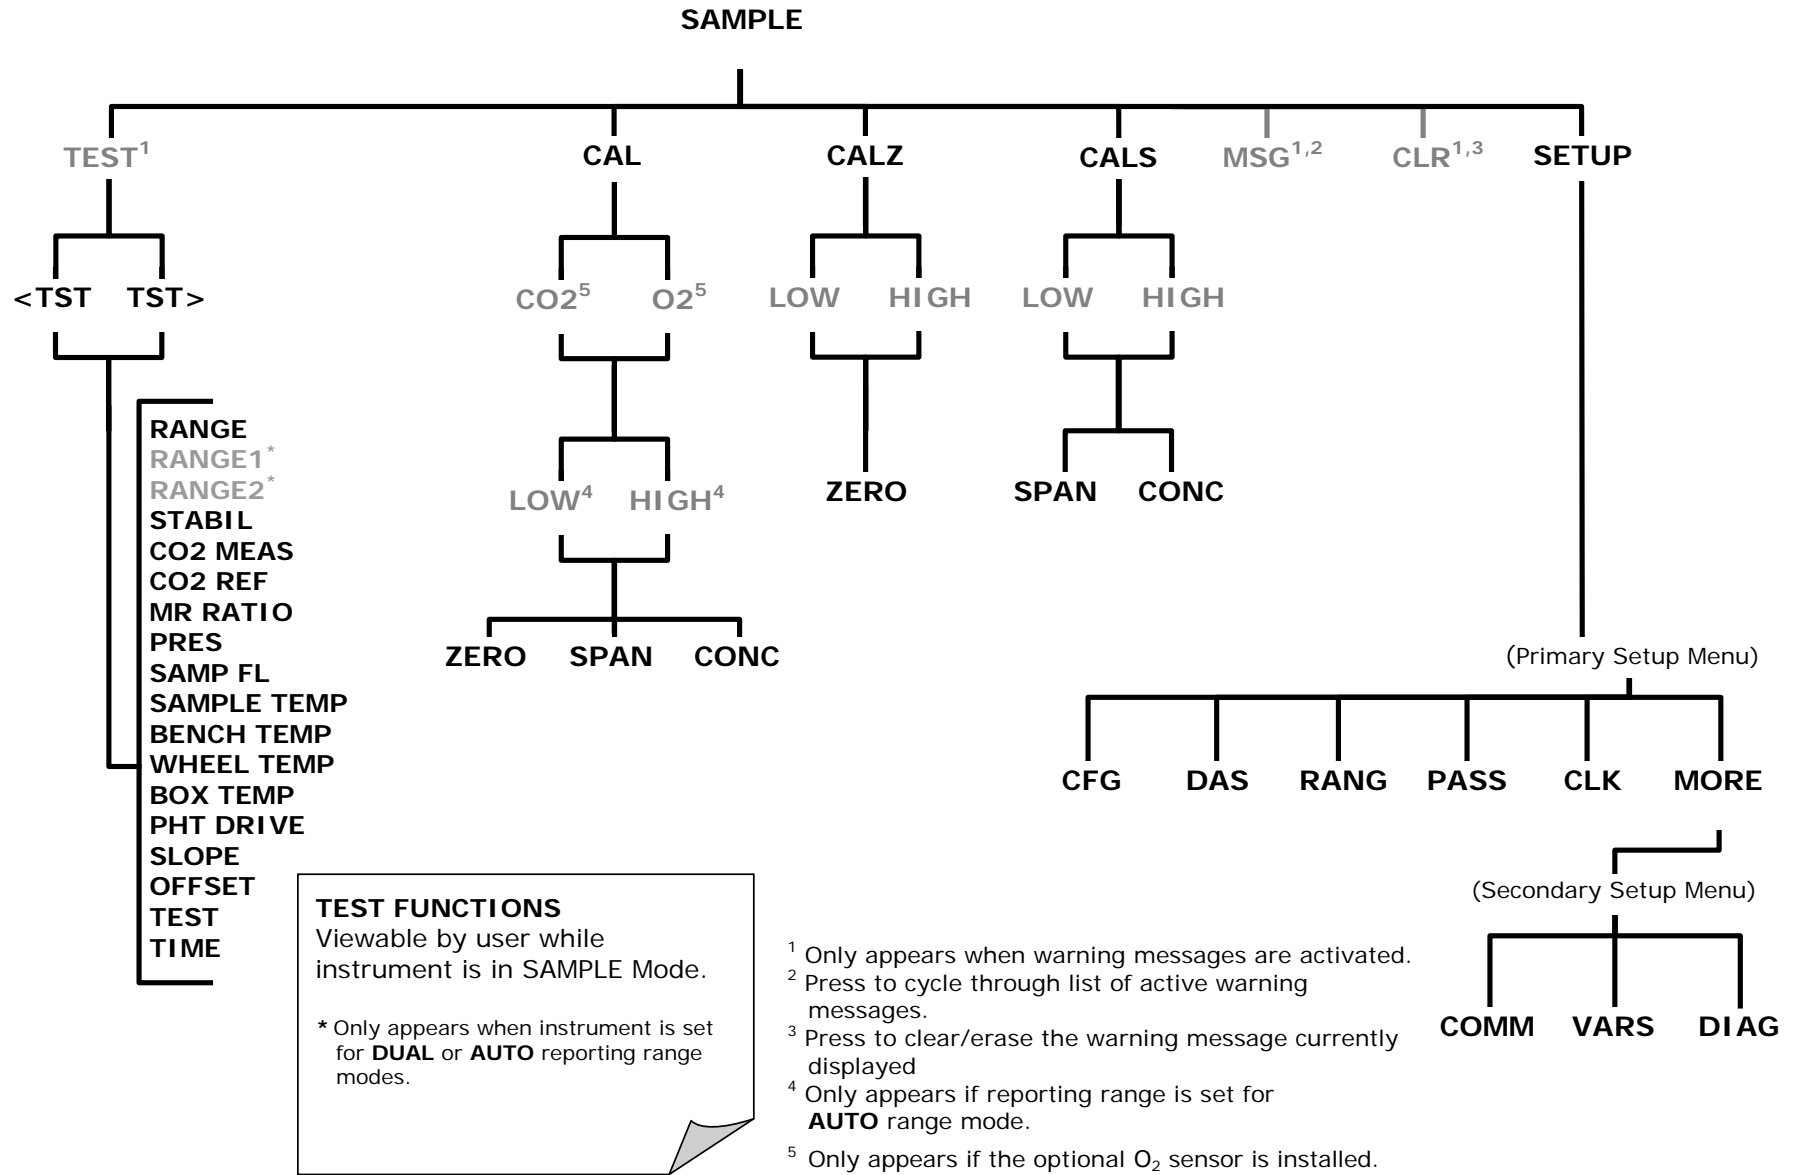 SAMPLE
TEST1 CAL CALZ CALS MSG1,2 CLR1,3 SETUP
<TST TST> CO25 O25 LOW HIGH LOW HIGH
RANGE
RANGE1*
RANGE2*
STABIL
CO2 MEAS
CO2 REF
MR RATIO
PRES
SAMP FL
SAMPLE TEMP
BENCH TEMP
WHEEL TEMP
BOX TEMP
PHT DRIVE
SLOPE
OFFSET
TEST
TIME
LOW4 HIGH4 ZERO SPAN CONC
ZERO SPAN CONC
(Primary Setup Menu)
CFG DAS RANG PASS CLK MORE
(Secondary Setup Menu)
COMM VARS DIAG
TEST FUNCTIONS
Viewable by user while
instrument is in SAMPLE Mode.
* Only appears when instrument is set
for DUAL or AUTO reporting range
modes.
1 Only appears when warning messages are activated.
2 Press to cycle through list of active warning
messages.
3 Press to clear/erase the warning message currently
displayed
4 Only appears if reporting range is set for
AUTO range mode.
5 Only appears if the optional O2 sensor is installed.